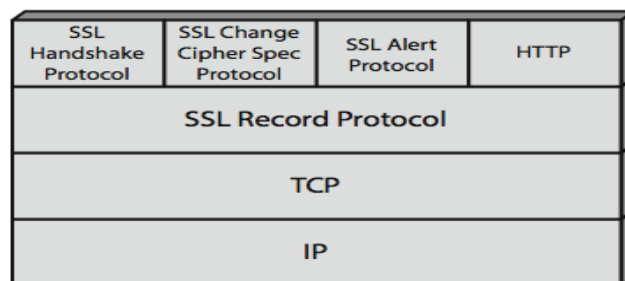 SSL
Handshake
Protocol
SSL Change
Cipher Spec
Protocol
SSL Alert
Protocol
HTTP
SSL Record Protocol
TCP
IP